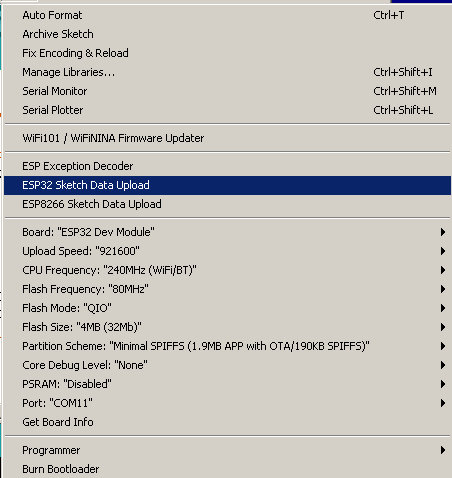 Auto Format Ctrl+T
Archive Sketch
Fix Encoding & Reload
Manage Libraries... Ctrl+Shift+I
Serial Monitor Ctrl+Shift+M
Serial Plotter Ctrl+Shift+L
WiFi101 / WiFiNINA Firmware Updater
ESP Exception Decoder
ESP32 Sketch Data Upload
ESP8266 Sketch Data Upload
Board: "ESP32 Dev Module"
Upload Speed: "921600"
CPU Frequency: "240MHz (WiFi/BT)"
Flash Frequency: "80MHz"
Flash Mode: "QIO"
Flash Size: "4MB (32Mb)"
Partition Scheme: "Minimal SPIFFS (1.9MB APP with OTA/190KB SPIFFS)"
Core Debug Level: "None"
PSRAM: "Disabled"
Port: "COM11"
Get Board Info
Programmer
Burn Bootloader